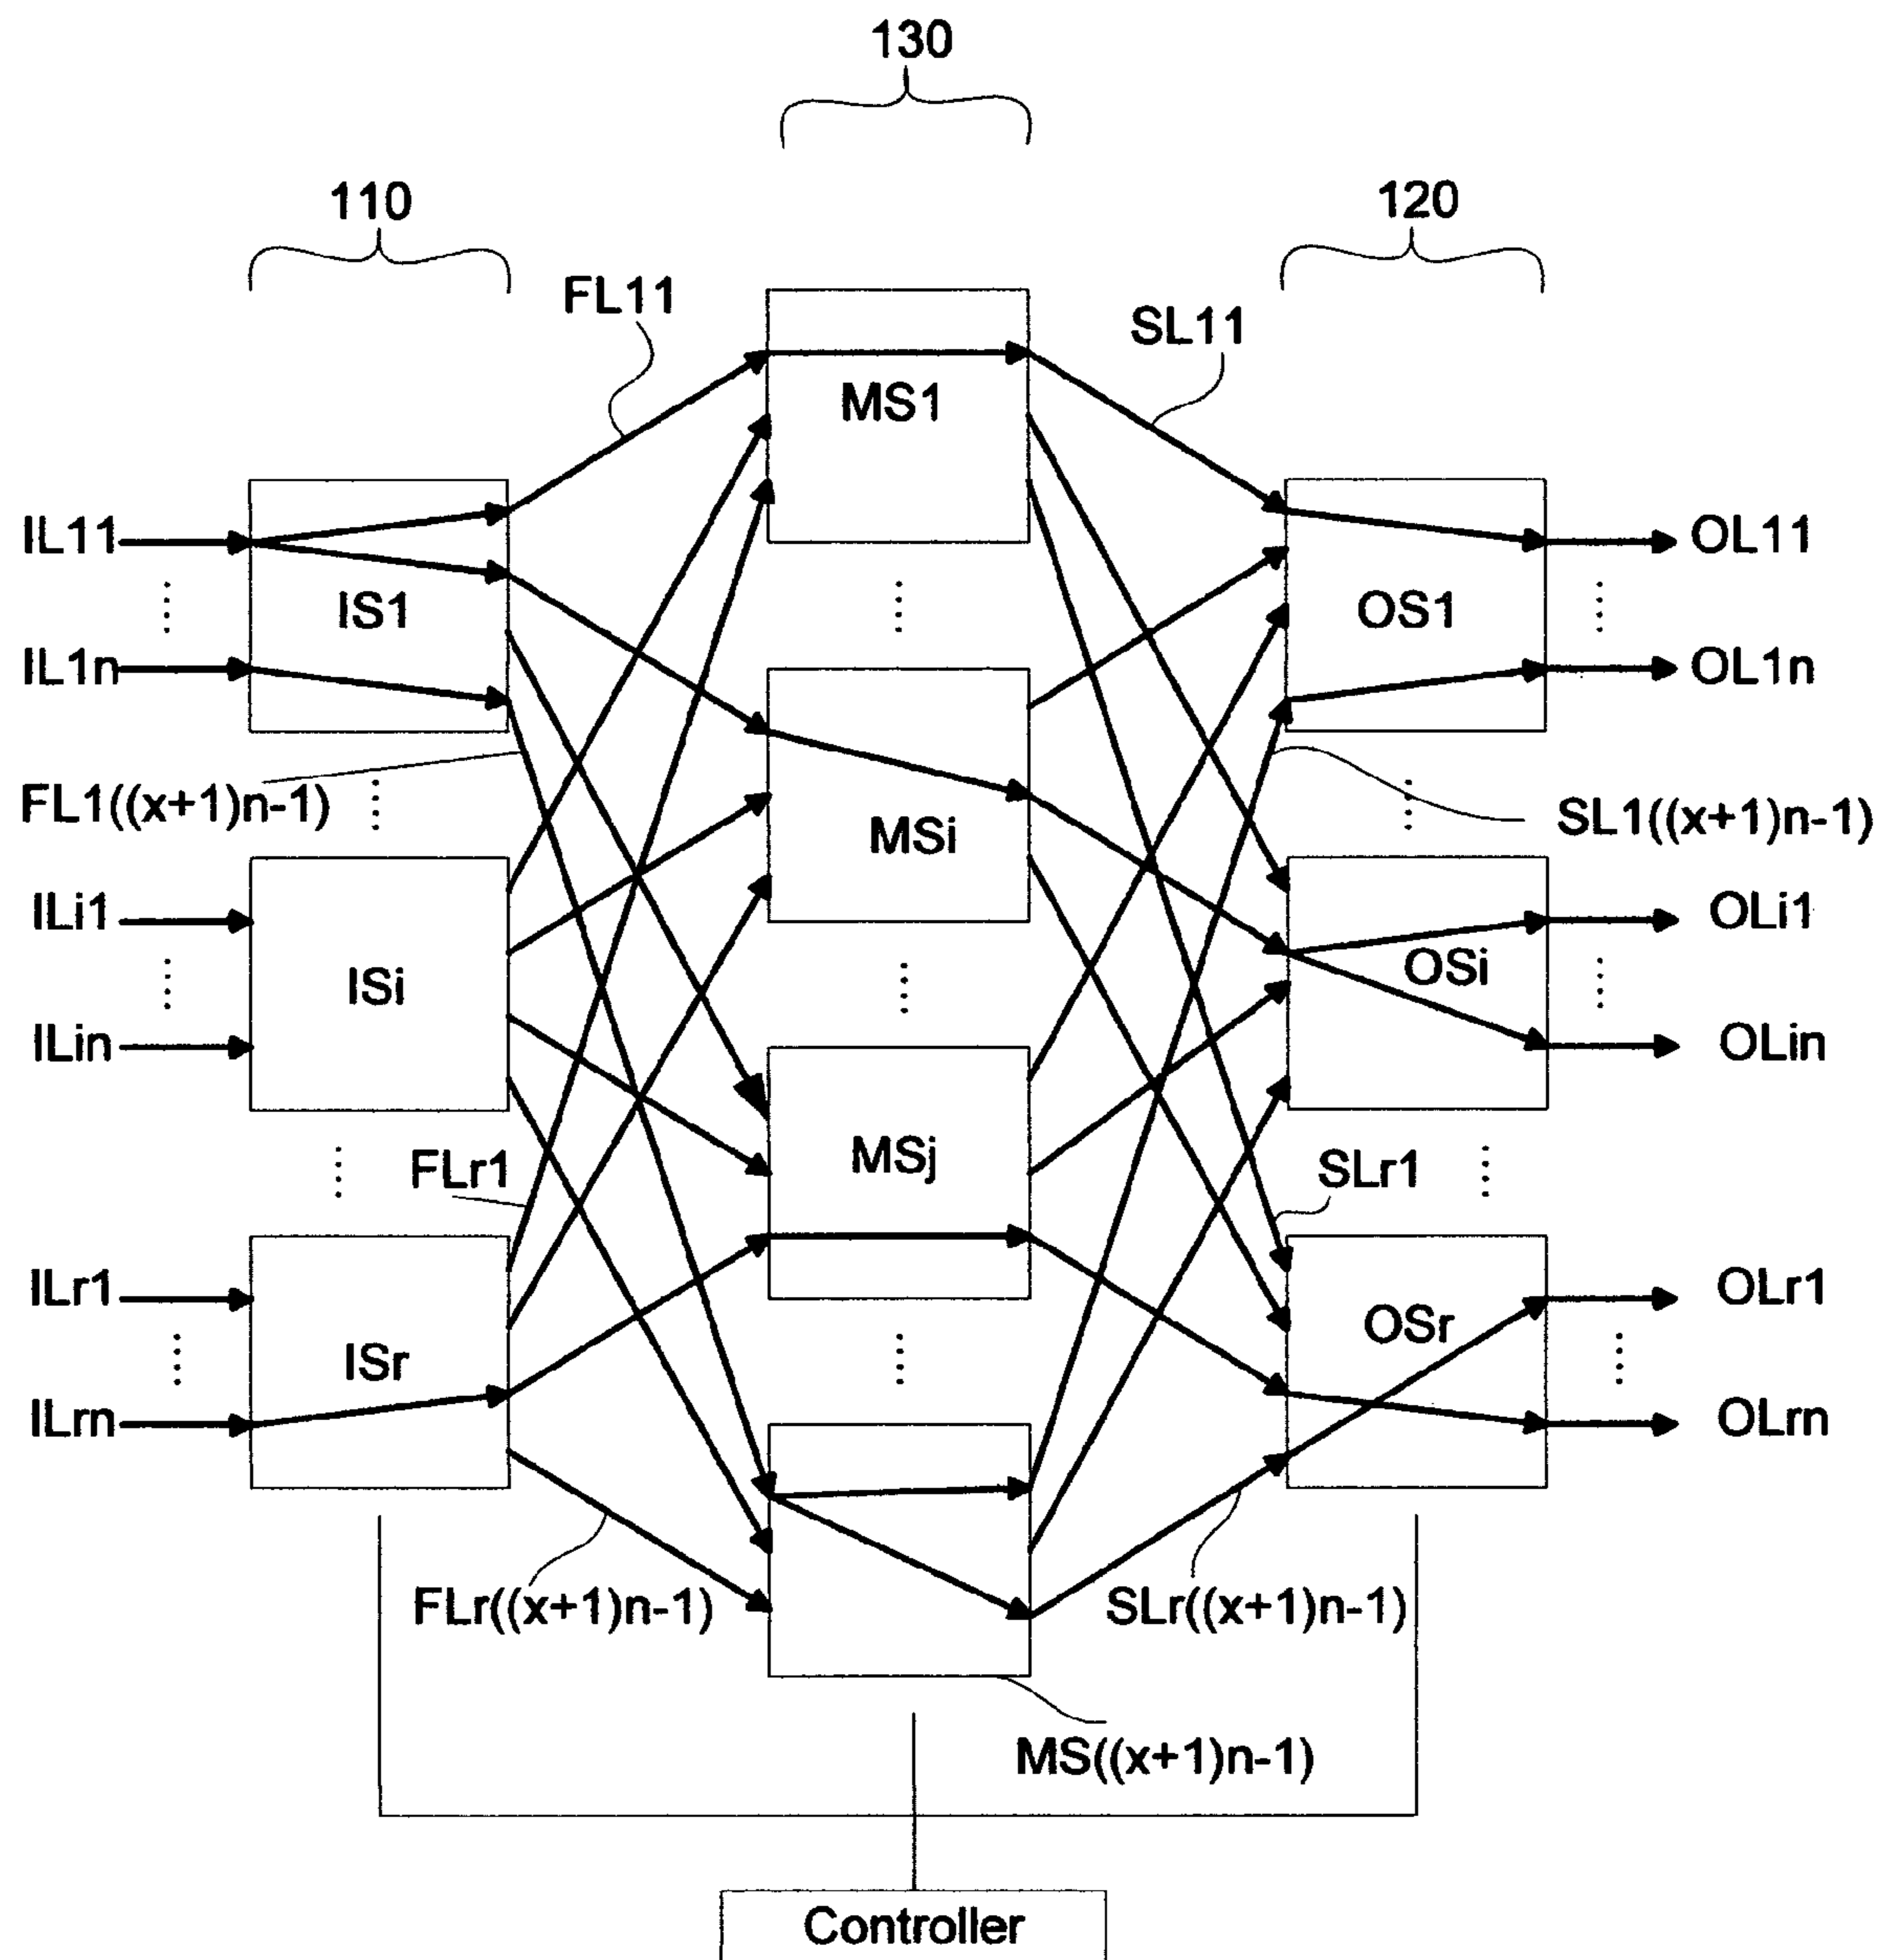 130
110
120
FL11
SL11
MS1
IL11
OL11
IS1
OS1
IL1n
OL1n
FL1((x+1)n-1)
SL1((x+1)n-1)
MSi
ILi1
OLi1
ISi
OSi
ILin
OLin
MSj
FLr1
SLr1
ILr1
OLr1
ISr
OSr
ILrn
OLrn
FLr((x+1)n-1)
SLr((x+1)n-1)
MS((x+1)n-1)
Controller